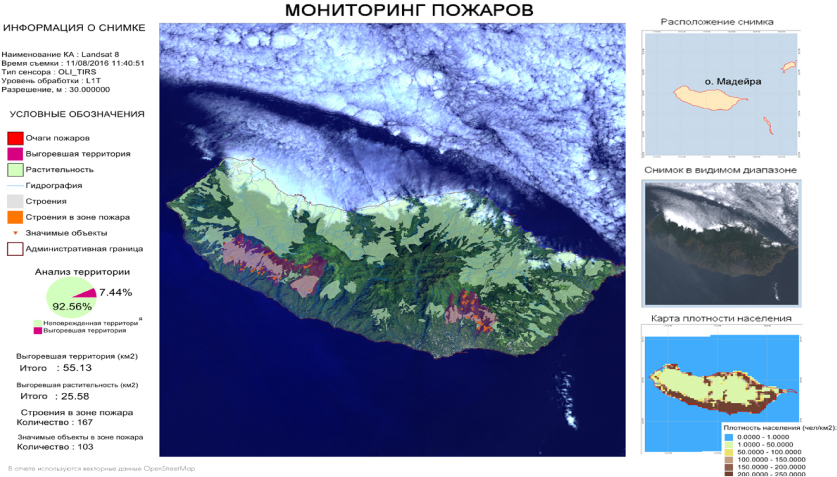 МОНИТОРИНГ ПОЖАРОВ
ИНФОРМАЦИЯ О СНИМКЕ
Наименование КА : Landsat 8
Время съемки : 11/08/2016 11:40:51
Тип сенсора : OLI_TIRS
Уровень обработки : L1T
Разрешение, м : 30.000000
УСЛОВНЫЕ ОБОЗНАЧЕНИЯ
Очаги пожаров
Выгоревшая территория
Растительность
Гидрография
Строения
Строения в зоне пожара
Значимые объекты
Административная граница
Анализ территории
7.44%
92.56%
Неповрежденная территория
Выгоревшая территория
Выгоревшая территория (км2)
Итого : 55.13
Выгоревшая растительность (км2)
Итого : 25.58
Строения в зоне пожара
Количество : 167
Значимые объекты в зоне пожара
Количество : 103
В отчете используются векторные данные OpenStreetMap
Расположение снимка
о. Мадейра
Снимок в видимом диапазоне
Карта плотности населения
Плотность населения (чел/км2):
0.0000 - 1.0000
1.0000 - 50.0000
50.0000 - 100.0000
100.0000 - 150.0000
150.0000 - 200.0000
200.0000 - 250.0000